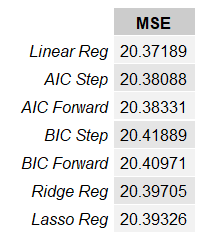 MSE
Linear Reg 20.37189
AIC Step 20.38088
AIC Forward 20.38331
BIC Step 20.41889
BIC Forward 20.40971
Ridge Reg 20.39705
Lasso Reg 20.39326